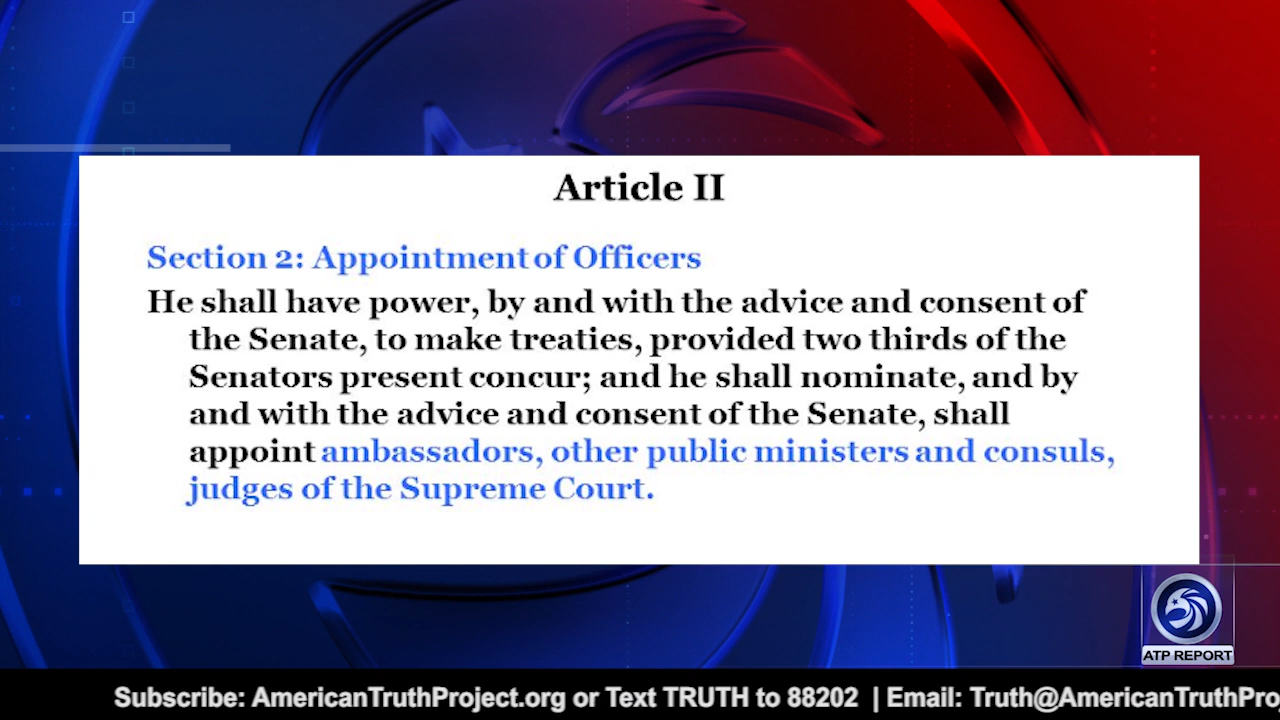 Article II
Section 2: Appointment of Officers
He shall have power, by and with the advice and consent of
the Senate, to make treaties, provided two thirds of the
Senators present concur; and he shall nominate, and by
and with the advice and consent of the Senate, shall
appoint ambassadors, other public ministers and consuls,
judges of the Supreme Court.
ATP REPORT
Subscribe: AmericanTruthProject.org or Text TRUTH to 88202 | Email: Truth@AmericanTruthPro